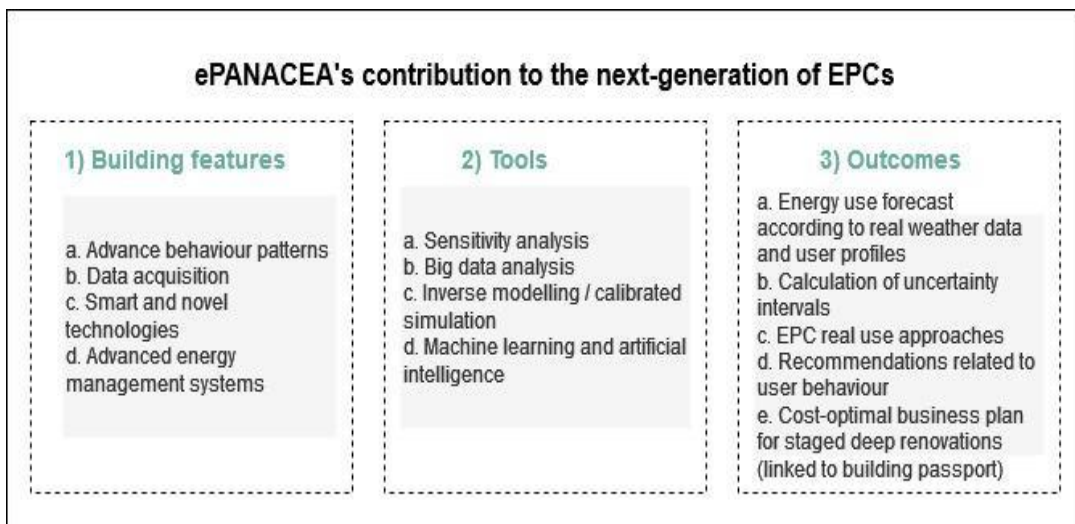 ePANACEA's contribution to the next-generation of EPCs
1) Building features
a. Advance behaviour patterns
b. Data acquisition
c. Smart and novel
technologies
d. Advanced energy
management systems
2) Tools
a. Sensitivity analysis
b. Big data analysis
c. Inverse modelling / calibrated
simulation
d. Machine learning and artificial
intelligence
3) Outcomes
a. Energy use forecast
according to real weather data
and user profiles
b. Calculation of uncertainty
intervals
c. EPC real use approaches
d. Recommendations related to
user behaviour
e. Cost-optimal business plan
for staged deep renovations
(linked to building passport)